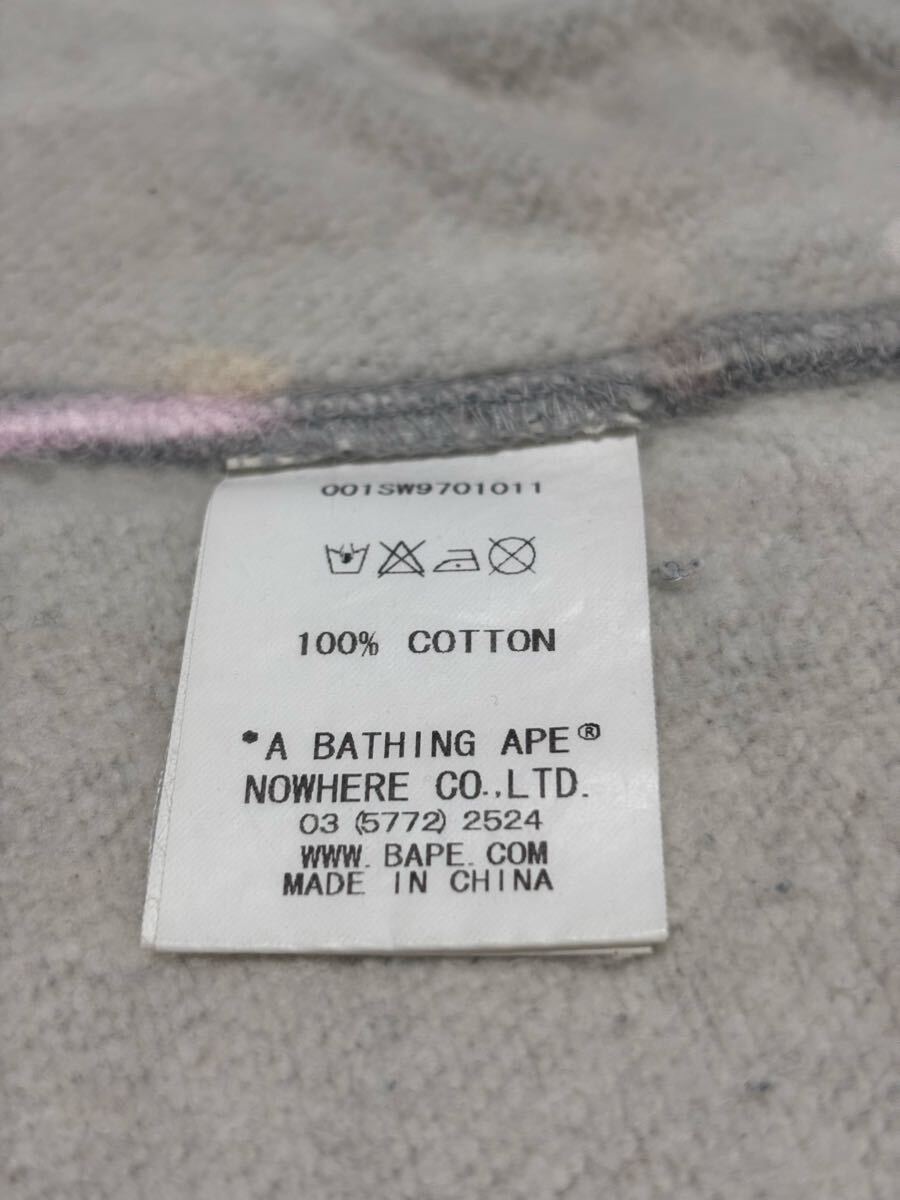 001SW9701011
100% COTTON
*A BATHING APE®
NOWHERE CO.,LTD.
03 (5772) 2524
WWW. BAPE. COM
MADE IN CHINA